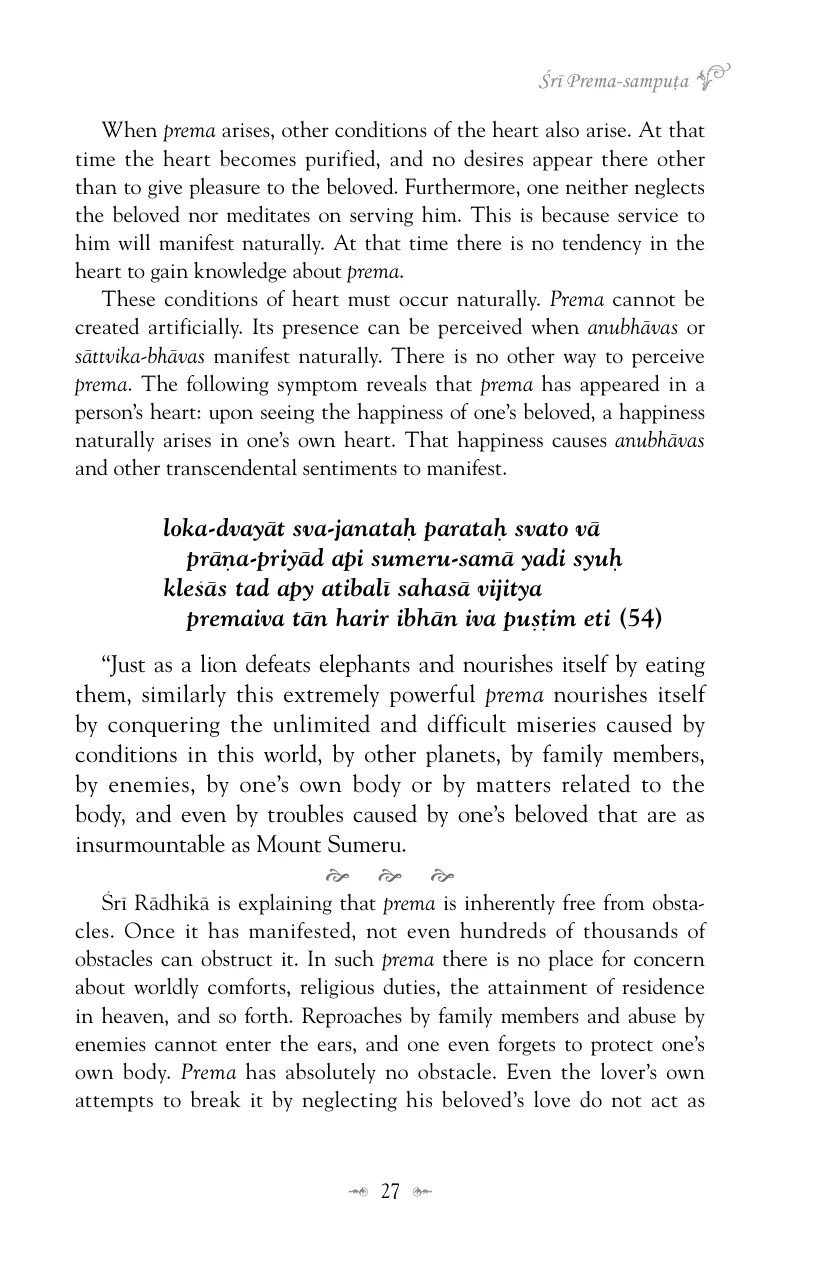 Śrī Prema-sampuṭa
When prema arises, other conditions of the heart also arise. At that
time the heart becomes purified, and no desires appear there other
than to give pleasure to the beloved. Furthermore, one neither neglects
the beloved nor meditates on serving him. This is because service to
him will manifest naturally. At that time there is no tendency in the
heart to gain knowledge about prema.
These conditions of heart must occur naturally. Prema cannot be
created artificially. Its presence can be perceived when anubhāvas or
sāttvika-bhāvas manifest naturally. There is no other way to perceive
prema. The following symptom reveals that prema has appeared in a
person’s heart: upon seeing the happiness of one’s beloved, a happiness
naturally arises in one’s own heart. That happiness causes anubhāvas
and other transcendental sentiments to manifest.
loka-dvayāt sva-janataḥ parataḥ svato vā
prāṇa-priyād api sumeru-samā yadi syuḥ
kleśās tad apy atibalī sahasā vijitya
premaiva tān harir ibhān iva puṣṭim eti (54)
“Just as a lion defeats elephants and nourishes itself by eating
them, similarly this extremely powerful prema nourishes itself
by conquering the unlimited and difficult miseries caused by
conditions in this world, by other planets, by family members,
by enemies, by one’s own body or by matters related to the
body, and even by troubles caused by one’s beloved that are as
insurmountable as Mount Sumeru.
Śrī Rādhikā is explaining that prema is inherently free from obsta-
cles. Once it has manifested, not even hundreds of thousands of
obstacles can obstruct it. In such prema there is no place for concern
about worldly comforts, religious duties, the attainment of residence
in heaven, and so forth. Reproaches by family members and abuse by
enemies cannot enter the ears, and one even forgets to protect one’s
own body. Prema has absolutely no obstacle. Even the lover’s own
attempts to break it by neglecting his beloved’s love do not act as
27